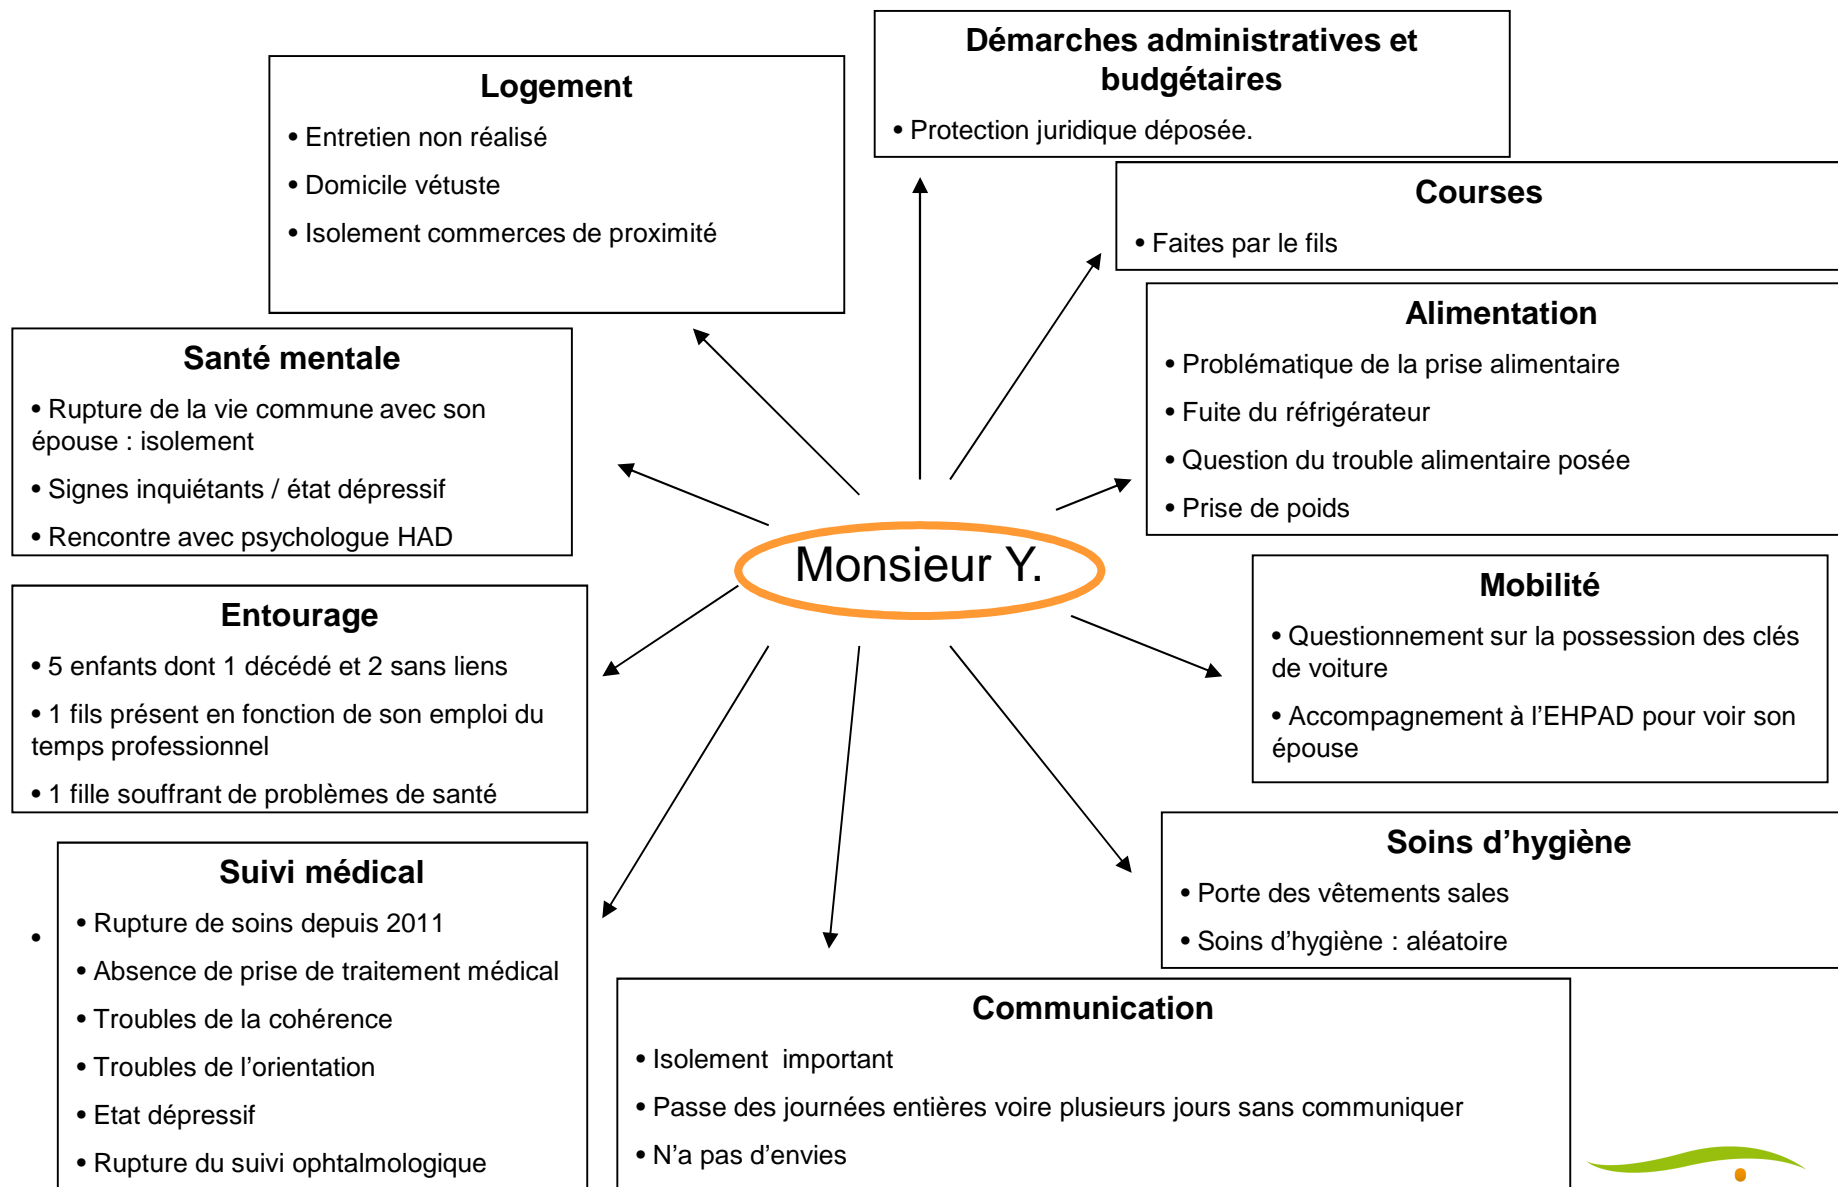 Démarches administratives et
budgétaires
• Protection juridique déposée.
Logement
• Entretien non réalisé
• Domicile vétuste
• Isolement commerces de proximité
Courses
• Faites par le fils
Alimentation
• Problématique de la prise alimentaire
• Fuite du réfrigérateur
• Question du trouble alimentaire posée
• Prise de poids
Santé mentale
• Rupture de la vie commune avec son
épouse : isolement
• Signes inquiétants / état dépressif
• Rencontre avec psychologue HAD
Monsieur Y.
Mobilité
• Questionnement sur la possession des clés
de voiture
• Accompagnement à l’EHPAD pour voir son
épouse
Entourage
• 5 enfants dont 1 décédé et 2 sans liens
• 1 fils présent en fonction de son emploi du
temps professionnel
• 1 fille souffrant de problèmes de santé
Soins d’hygiène
• Porte des vêtements sales
• Soins d’hygiène : aléatoire
Suivi médical
• Rupture de soins depuis 2011
• Absence de prise de traitement médical
• Troubles de la cohérence
• Troubles de l’orientation
• Etat dépressif
• Rupture du suivi ophtalmologique
•
Communication
• Isolement important
• Passe des journées entières voire plusieurs jours sans communiquer
• N’a pas d’envies